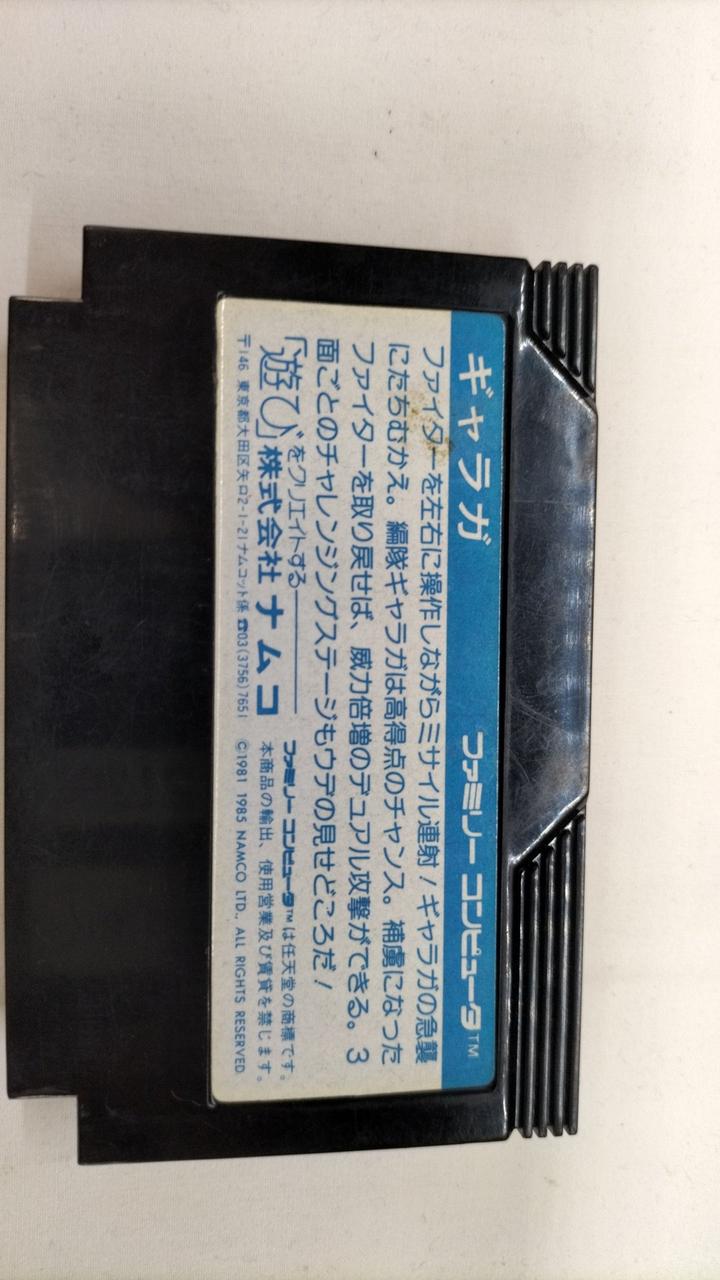 ギャラガ ファミリー コンピュータ™
ファイターを左右に操作しながらミサイル連射！ギャラガの急襲
にたちむかえ。編隊ギャラガは高得点のチャンス。補虜になった
ファイターを取り戻せば、威力倍増のデュアル攻撃ができる。3
面ごとのチャレンジングステージもウデの見せどころだ！
「遊び」をクリエイトする
株式会社ナムコ
〒146 東京都大田区矢口2-1-21 ナムコット係 ☎03(3756)7651
ファミリーコンピュータ™は任天堂の商標です。
本商品の輸出、使用営業及び賃貸を禁じます。
©1981 1985 NAMCO LTD., ALL RIGHTS RESERVED.